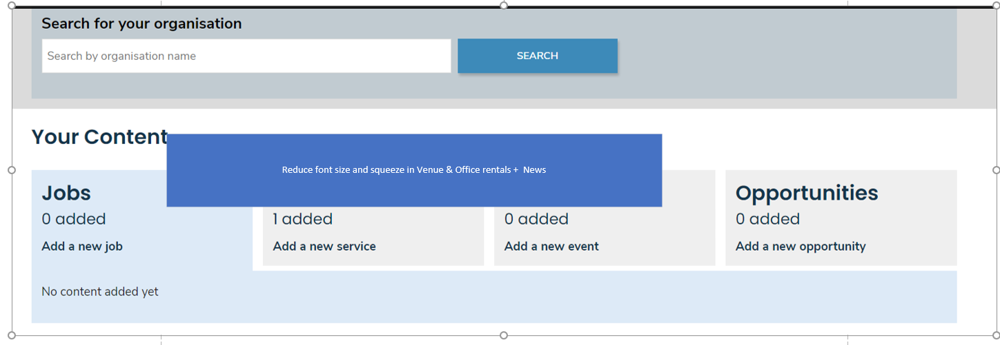 Search for your organisation
Search by organisation name
SEARCH
Your Content
Reduce font size and squeeze in Venue & Office rentals + News
Jobs
0 added
Add a new job
1 added
Add a new service
0 added
Add a new event
Opportunities
0 added
Add a new opportunity
No content added yet